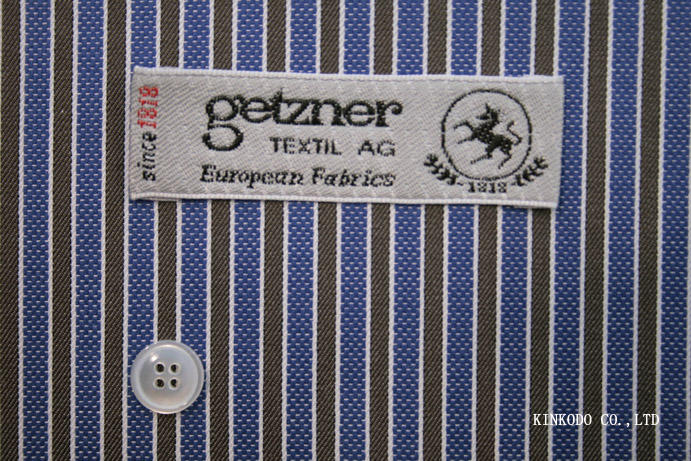 since 1818
getzner
TEXTIL AG
European Fabrics
-1818-
KINKODO CO.,LTD